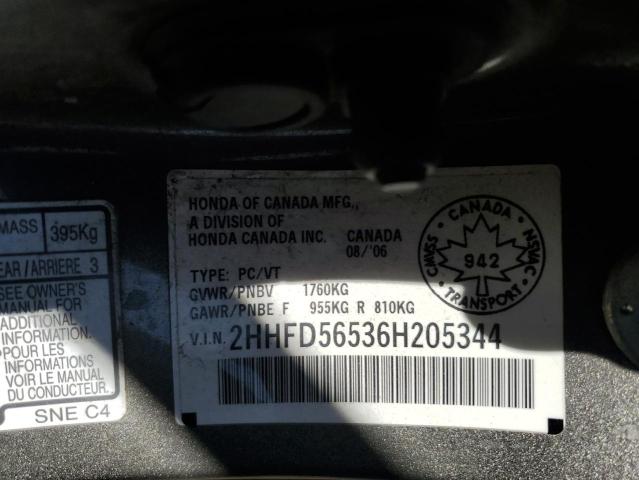 MASS 395Kg
EAR/ARRIERE 3
SEE OWNER'S
MANUAL FOR
ADDITIONAL
INFORMATION
POUR LES
INFORMATIONS
VOIR LE MANUEL
DU CONDUCTEUR.
SNE C4
HONDA OF CANADA MFG.,
A DIVISION OF
HONDA CANADA INC. CANADA
08/'06
TYPE: PC/VT
GVWR/PNBV 1760KG
GAWR/PNBE F 955KG R 810KG
V.I.N. 2HHFD56536H205344
CANADA
CMVSS 942 NSVAC
TRANSPORT